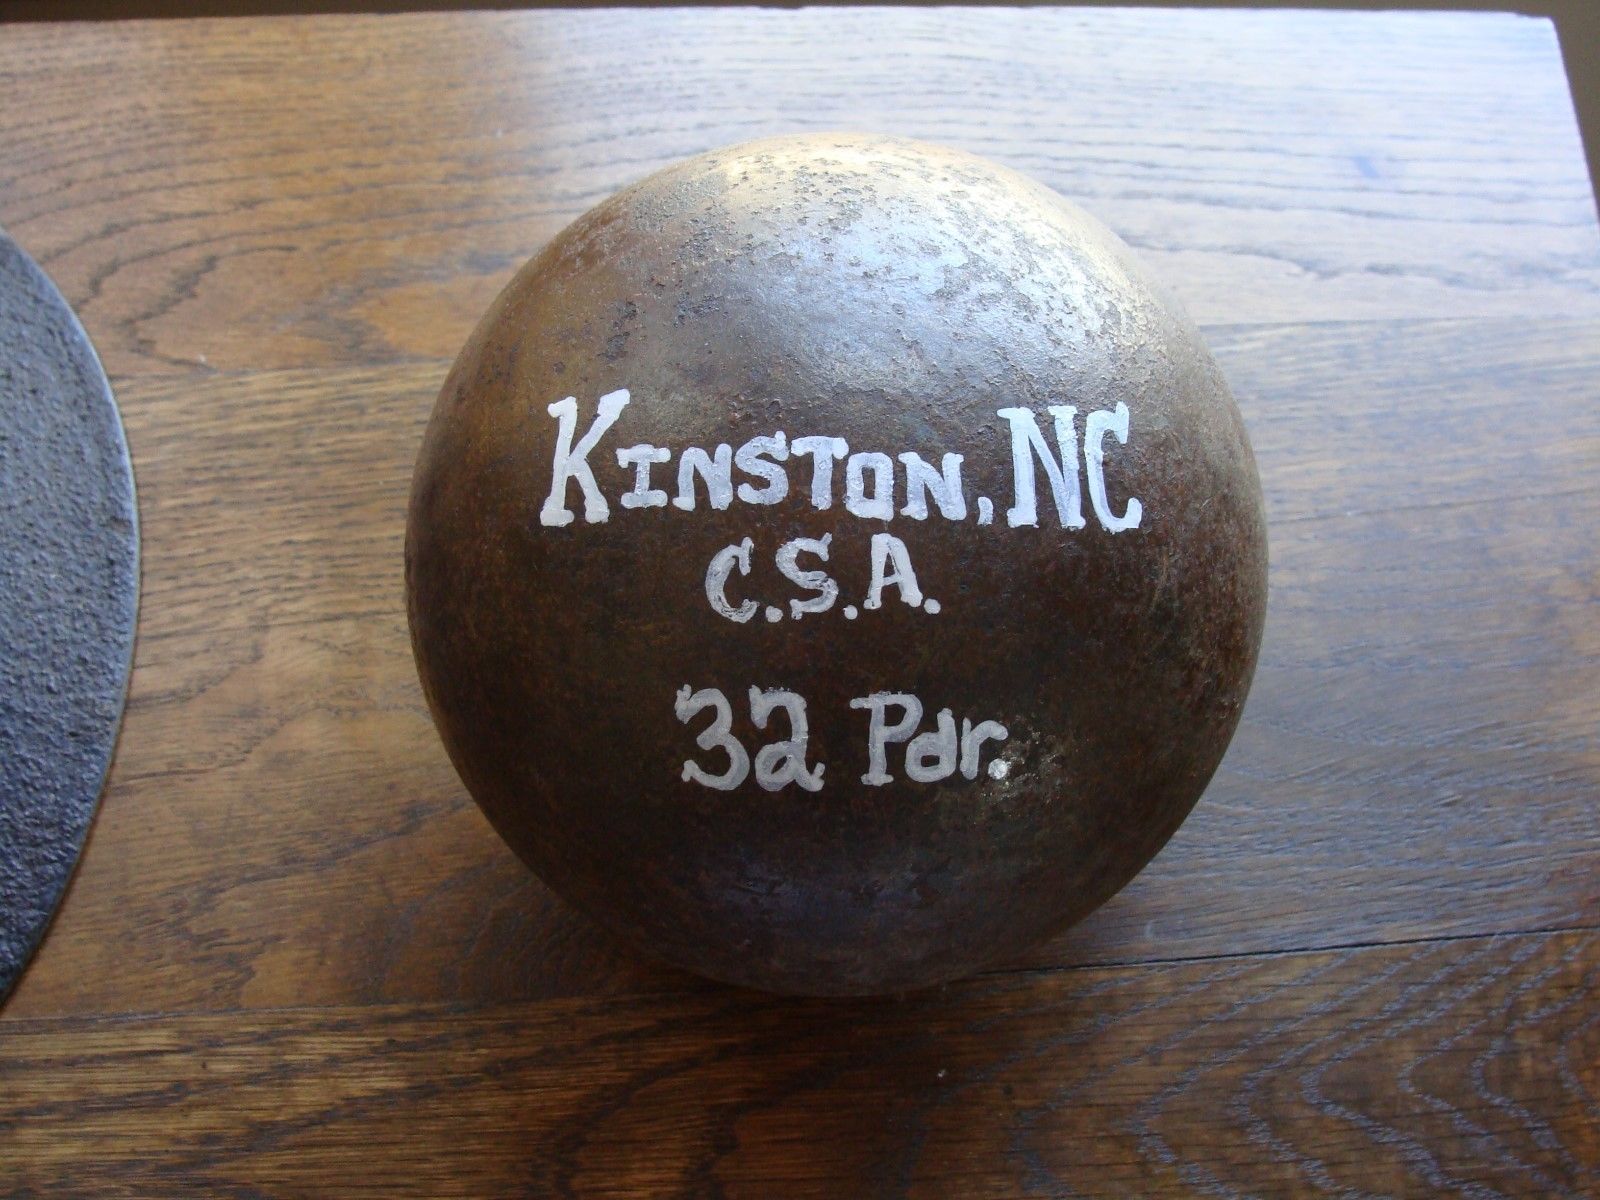 Kinston, NC
C.S.A.
32 Pdr.